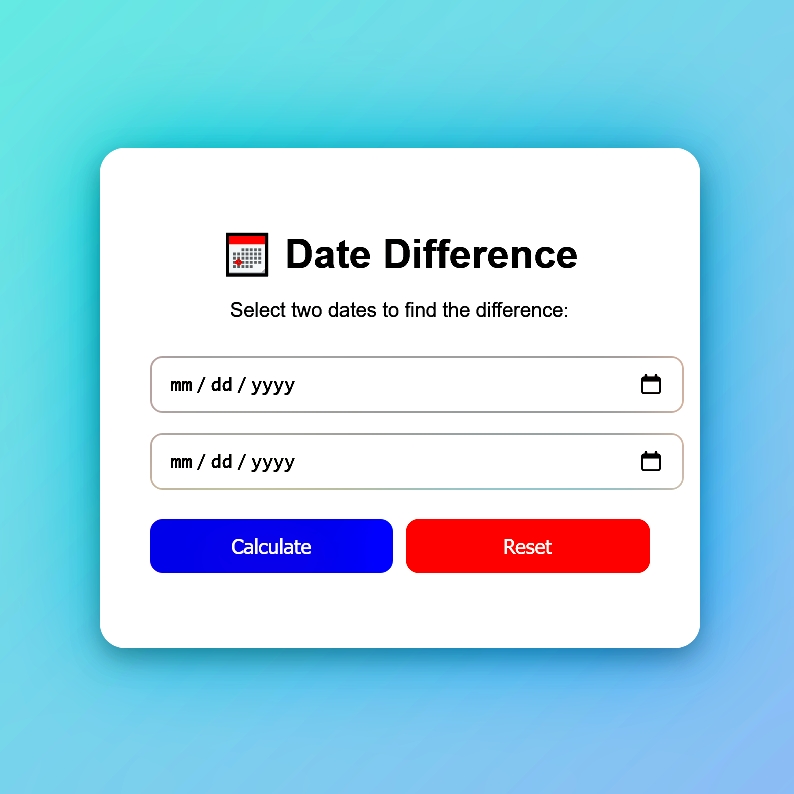 Date Difference
Select two dates to find the difference:
mm / dd / yyyy
mm / dd / yyyy
Calculate
Reset